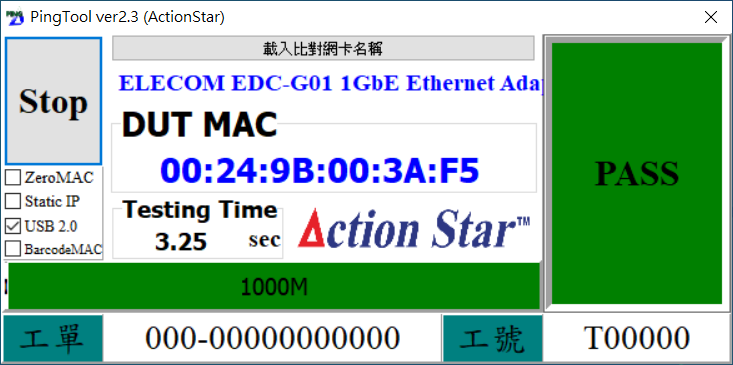 PingTool ver2.3 (ActionStar)
Stop
載入比對網卡名稱
ELECOM EDC-G01 1GbE Ethernet Ada
DUT MAC
00:24:9B:00:3A:F5
ZeroMAC
Static IP
USB 2.0
BarcodeMAC
Testing Time
3.25 sec
Action Star™
PASS
1000M
工單 000-00000000000 工號 T00000